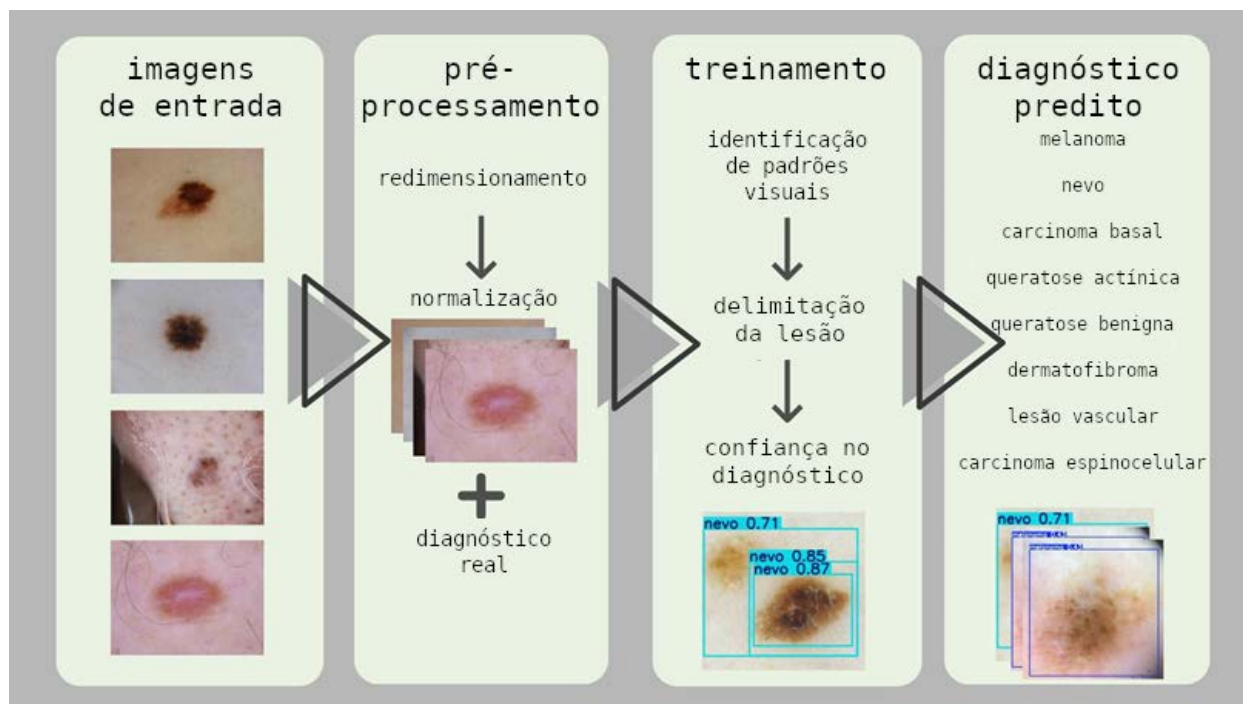 imagens
de entrada
pré-
processamento
redimensionamento
normalização
diagnóstico
real
treinamento
identificação
de padrões
visuais
delimitação
da lesão
confiança no
diagnóstico
nevo 0.71
nevo 0.85
nevo 0.87
diagnóstico
predito
melanoma
nevo
carcinoma basal
queratose actínica
queratose benigna
dermatofibroma
lesão vascular
carcinoma espinocelular
nevo 0.71